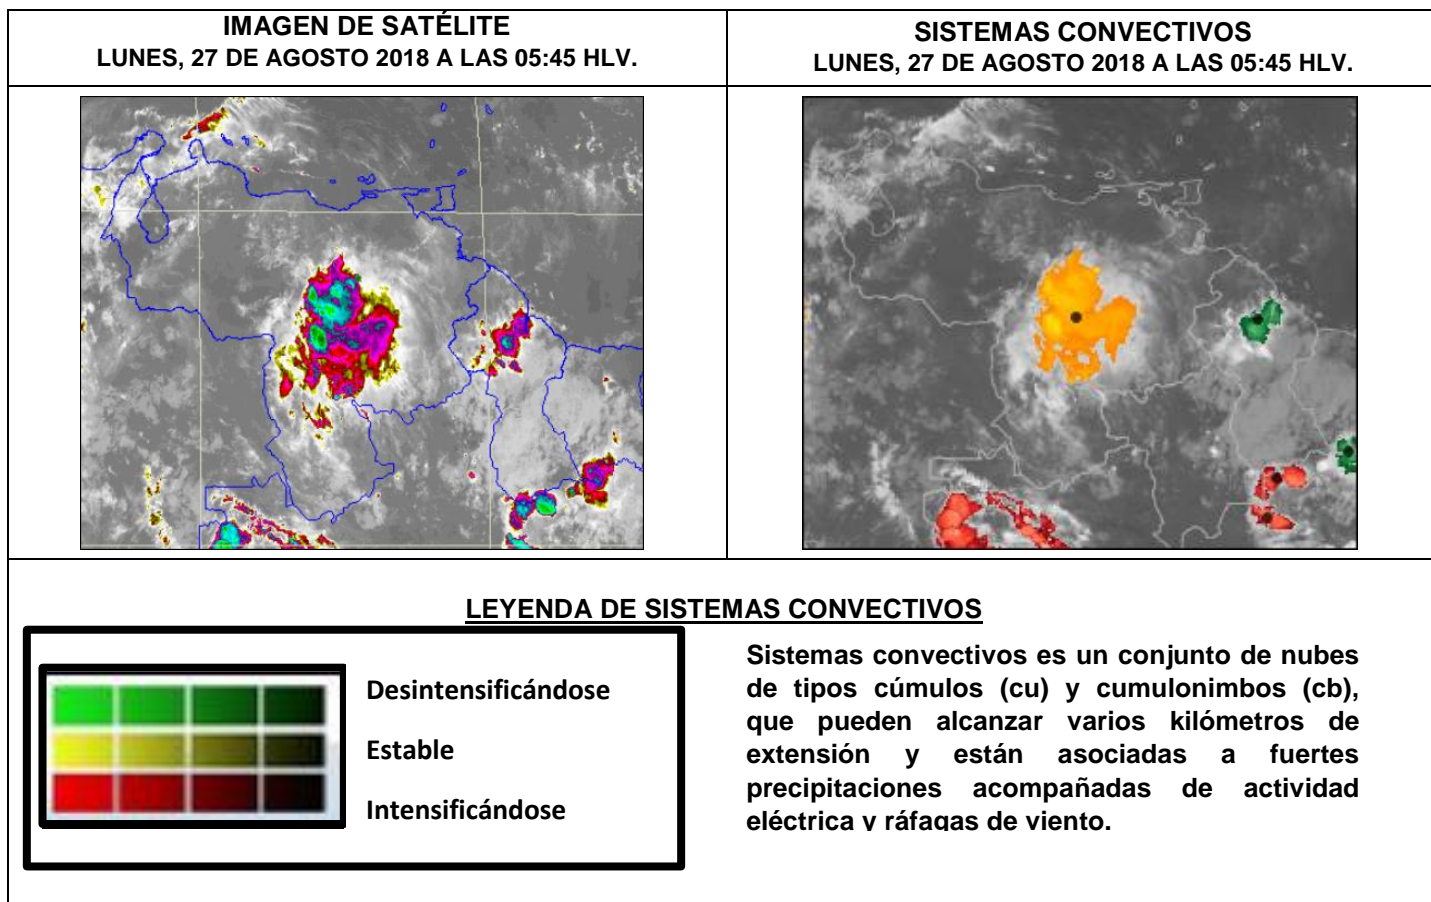 IMAGEN DE SATÉLITE
LUNES, 27 DE AGOSTO 2018 A LAS 05:45 HLV.
SISTEMAS CONVECTIVOS
LUNES, 27 DE AGOSTO 2018 A LAS 05:45 HLV.
LEYENDA DE SISTEMAS CONVECTIVOS
Desintensificándose
Estable
Intensificándose
Sistemas convectivos es un conjunto de nubes
de tipos cúmulos (cu) y cumulonimbos (cb),
que pueden alcanzar varios kilómetros de
extensión y están asociadas a fuertes
precipitaciones acompañadas de actividad
eléctrica y ráfagas de viento.